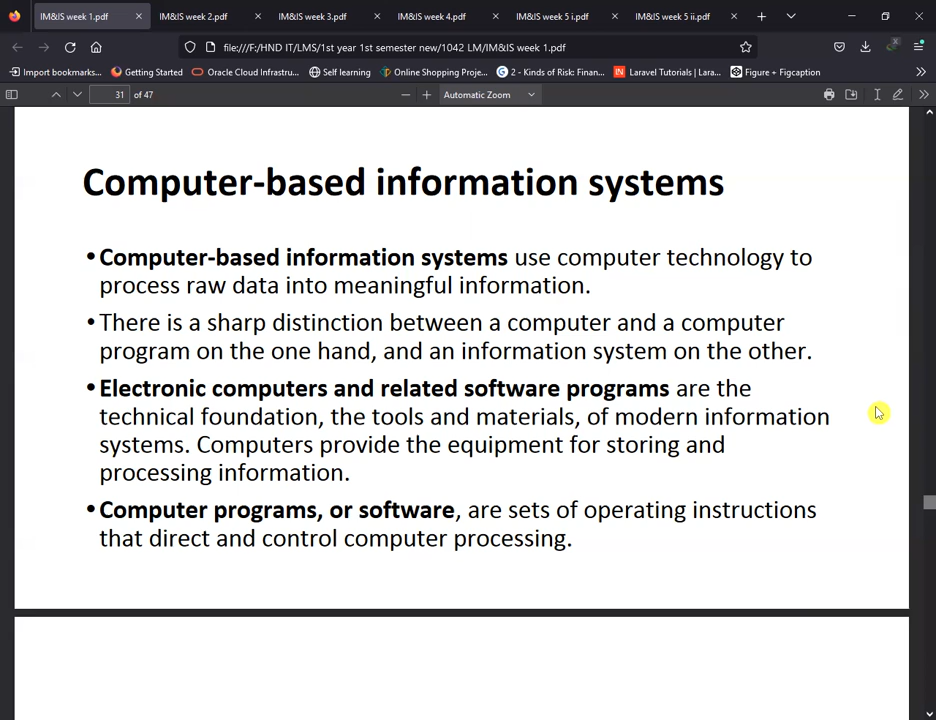 IM&IS week 1.pdf
IM&IS week 2.pdf
IM&IS week 3.pdf
IM&IS week 4.pdf
IM&IS week 5 i.pdf
IM&IS week 5 ii.pdf
file:///F:/HND IT/LMS/1st year 1st semester new/1042 LM/IM&IS week 1.pdf
Import bookmarks...
Getting Started
Oracle Cloud Infrastru...
Self learning
Online Shopping Proje...
2 - Kinds of Risk: Finan...
Laravel Tutorials | Lara...
Figure + Figcaption
31 of 47
Automatic Zoom
Computer-based information systems
•Computer-based information systems use computer technology to
process raw data into meaningful information.
•There is a sharp distinction between a computer and a computer
program on the one hand, and an information system on the other.
•Electronic computers and related software programs are the
technical foundation, the tools and materials, of modern information
systems. Computers provide the equipment for storing and
processing information.
•Computer programs, or software, are sets of operating instructions
that direct and control computer processing.